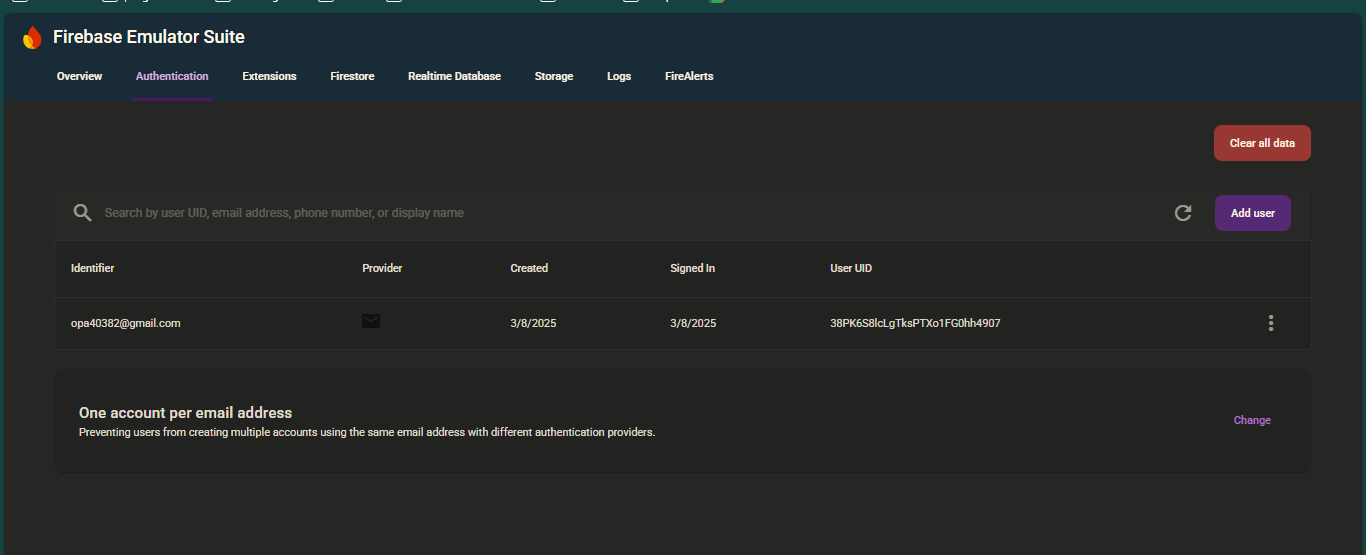 Firebase Emulator Suite
Overview Authentication Extensions Firestore Realtime Database Storage Logs FireAlerts
Clear all data
Search by user UID, email address, phone number, or display name
Add user
Identifier Provider Created Signed In User UID
opa40382@gmail.com 3/8/2025 3/8/2025 38PK6S8lcLgTksPTXo1FG0hh4907
One account per email address
Preventing users from creating multiple accounts using the same email address with different authentication providers.
Change